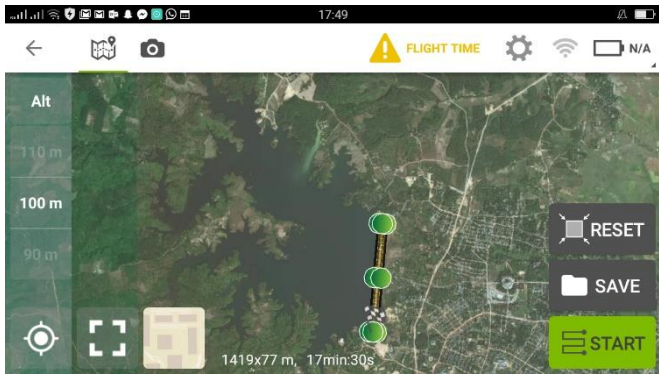 17:49
FLIGHT TIME
N/A
Alt
110 m
100 m
90 m
RESET
SAVE
START
1419x77 m, 17min:30s